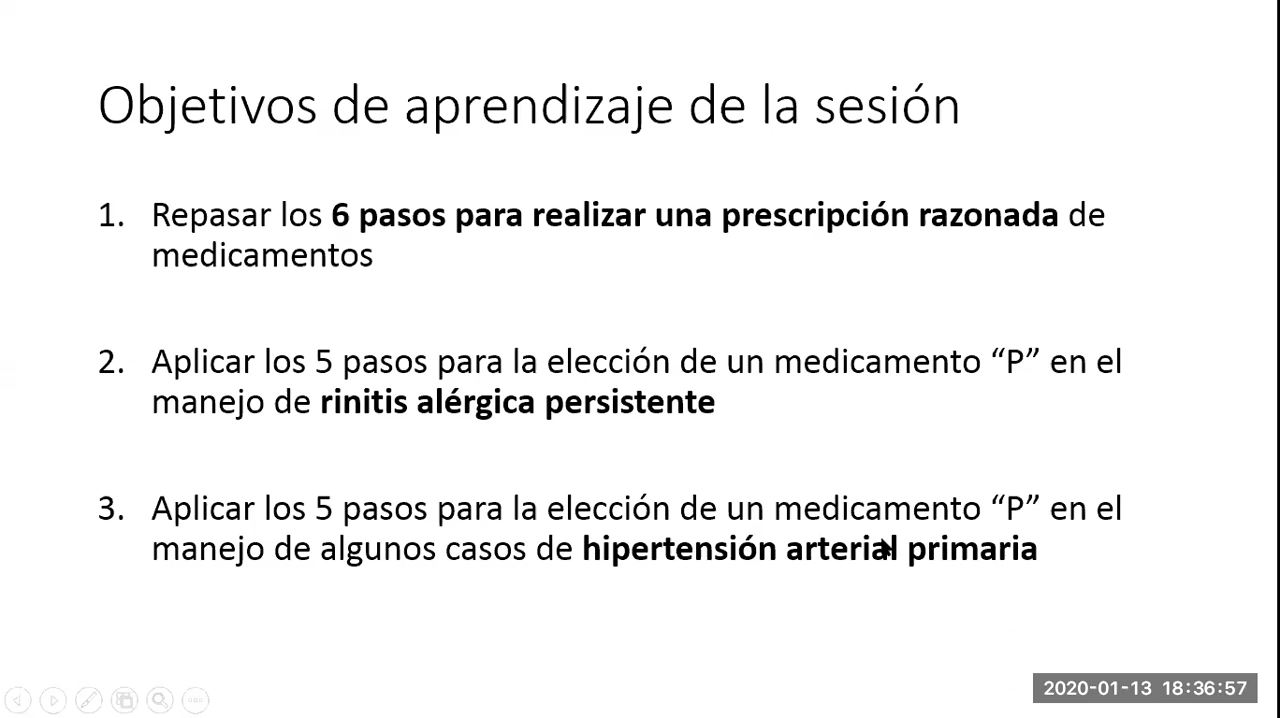 Objetivos de aprendizaje de la sesión
1. Repasar los 6 pasos para realizar una prescripción razonada de
medicamentos
2. Aplicar los 5 pasos para la elección de un medicamento “P” en el
manejo de rinitis alérgica persistente
3. Aplicar los 5 pasos para la elección de un medicamento “P” en el
manejo de algunos casos de hipertensión arterial primaria
2020-01-13 18:36:57